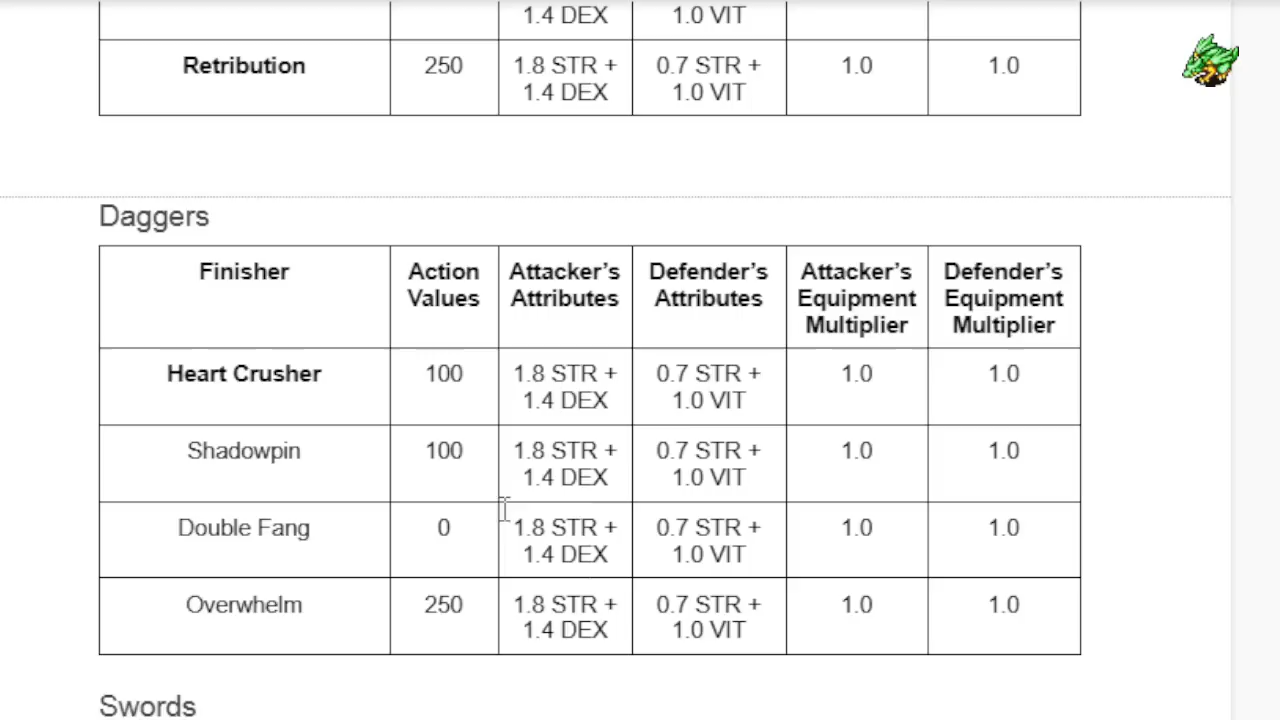 1.4 DEX 1.0 VIT
Retribution 250 1.8 STR + 0.7 STR + 1.0 1.0
1.4 DEX 1.0 VIT
Daggers
Finisher Action Attacker’s Defender’s Attacker’s Defender’s
Values Attributes Attributes Equipment Equipment
Multiplier Multiplier
Heart Crusher 100 1.8 STR + 0.7 STR + 1.0 1.0
1.4 DEX 1.0 VIT
Shadowpin 100 1.8 STR + 0.7 STR + 1.0 1.0
1.4 DEX 1.0 VIT
Double Fang 0 1.8 STR + 0.7 STR + 1.0 1.0
1.4 DEX 1.0 VIT
Overwhelm 250 1.8 STR + 0.7 STR + 1.0 1.0
1.4 DEX 1.0 VIT
Swords